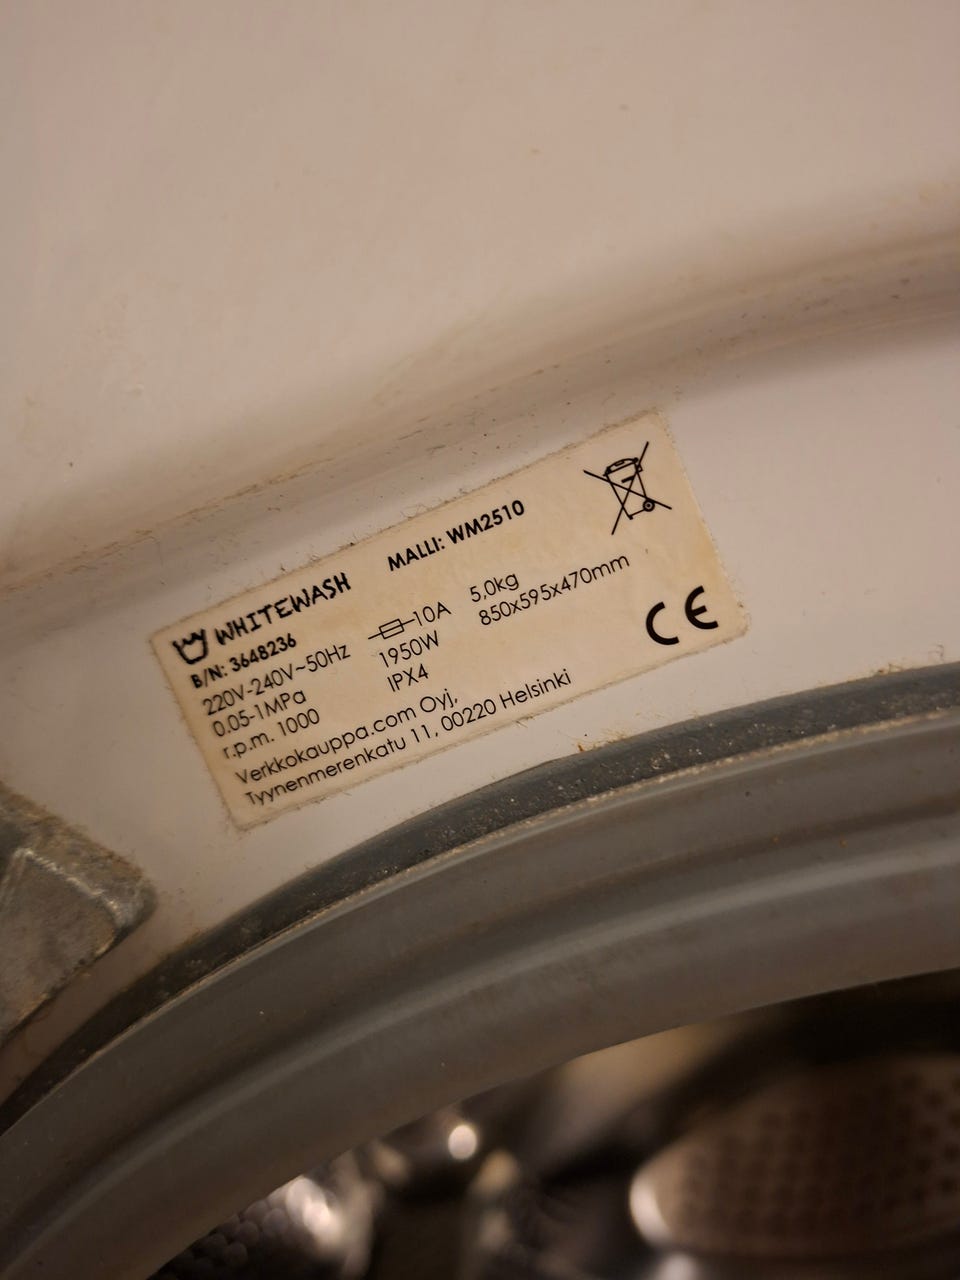 WHITEWASH MALLI: WM2510
B/N: 3648236
220V-240V~50Hz 10A 5,0kg
0.05-1MPa 1950W 850x595x470mm
r.p.m. 1000 IPX4
Verkkokauppa.com Oyj,
Tyynenmerenkatu 11, 00220 Helsinki
CE